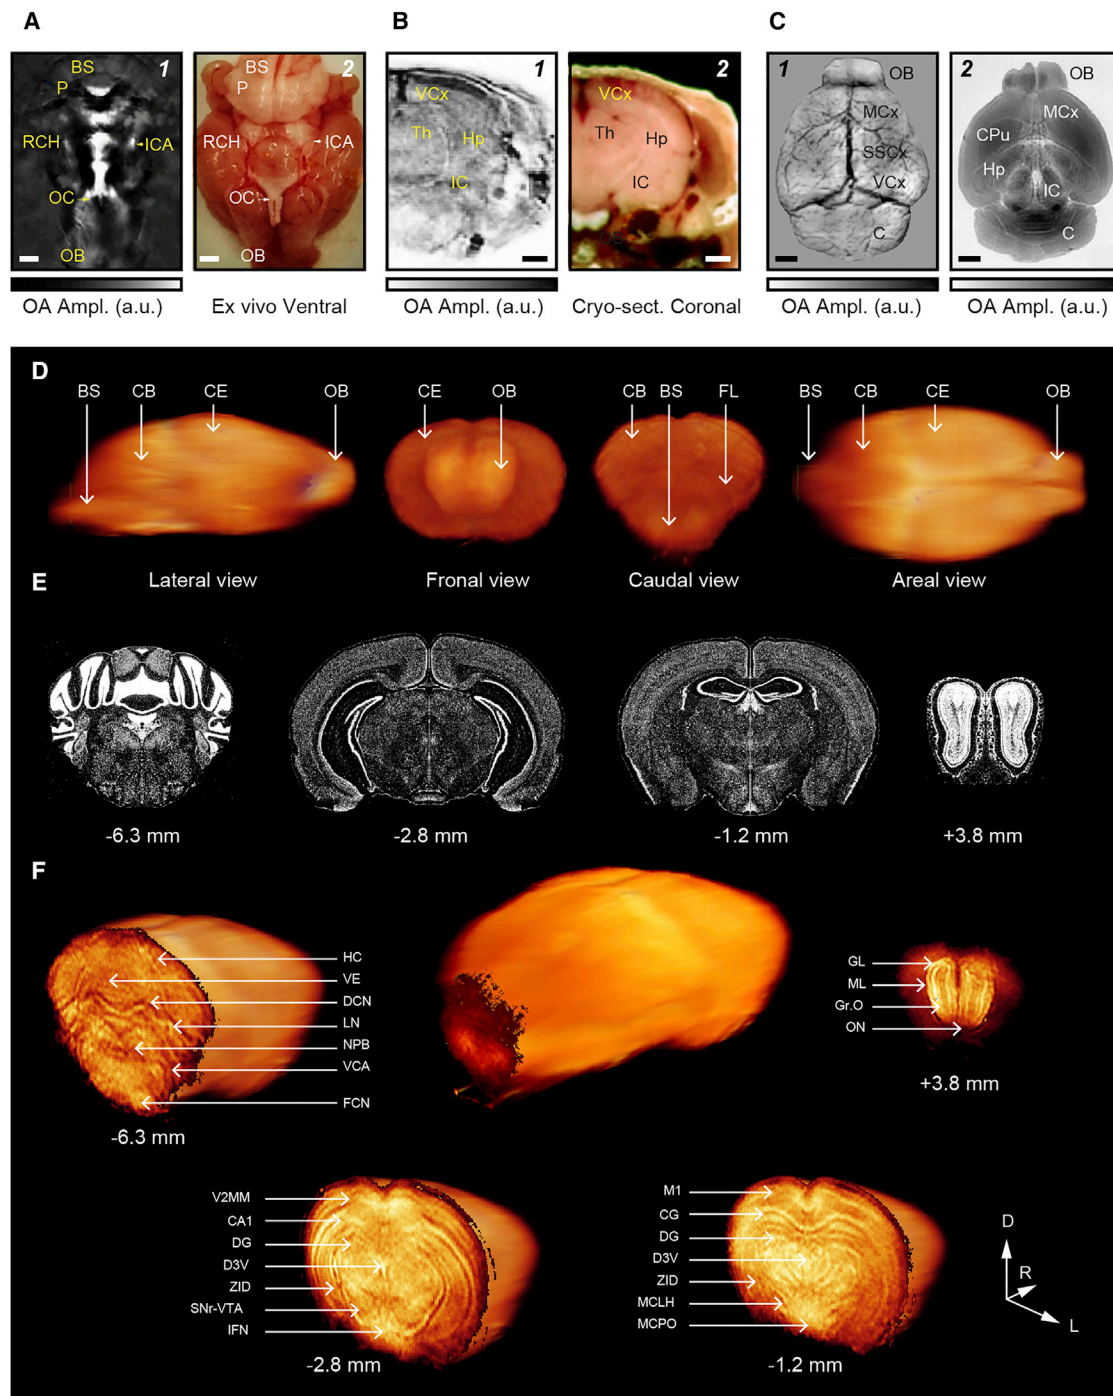 A
B
C
BS
1
P
RCH
ICA
OC
OB
OA Ampl. (a.u.)
BS
2
P
RCH
ICA
OC
OB
Ex vivo Ventral
1
VCx
Th
Hp
IC
OA Ampl. (a.u.)
2
VCx
Th
Hp
IC
OB
Cryo-sect. Coronal
1
OB
MCx
SSCx
VCx
C
OA Ampl. (a.u.)
2
OB
MCx
CPu
Hp
IC
C
OA Ampl. (a.u.)
D
BS CB CE OB
CE OB
CB BS FL
BS CB CE OB
Lateral view
Fronal view
Caudal view
Areal view
E
-6.3 mm
-2.8 mm
-1.2 mm
+3.8 mm
F
HC
VE
DCN
LN
NPB
VCA
FCN
-6.3 mm
GL
ML
Gr.O
ON
+3.8 mm
V2MM
CA1
DG
D3V
ZID
SNr-VTA
IFN
-2.8 mm
M1
CG
DG
D3V
ZID
MCLH
MCPO
-1.2 mm
D
R
L